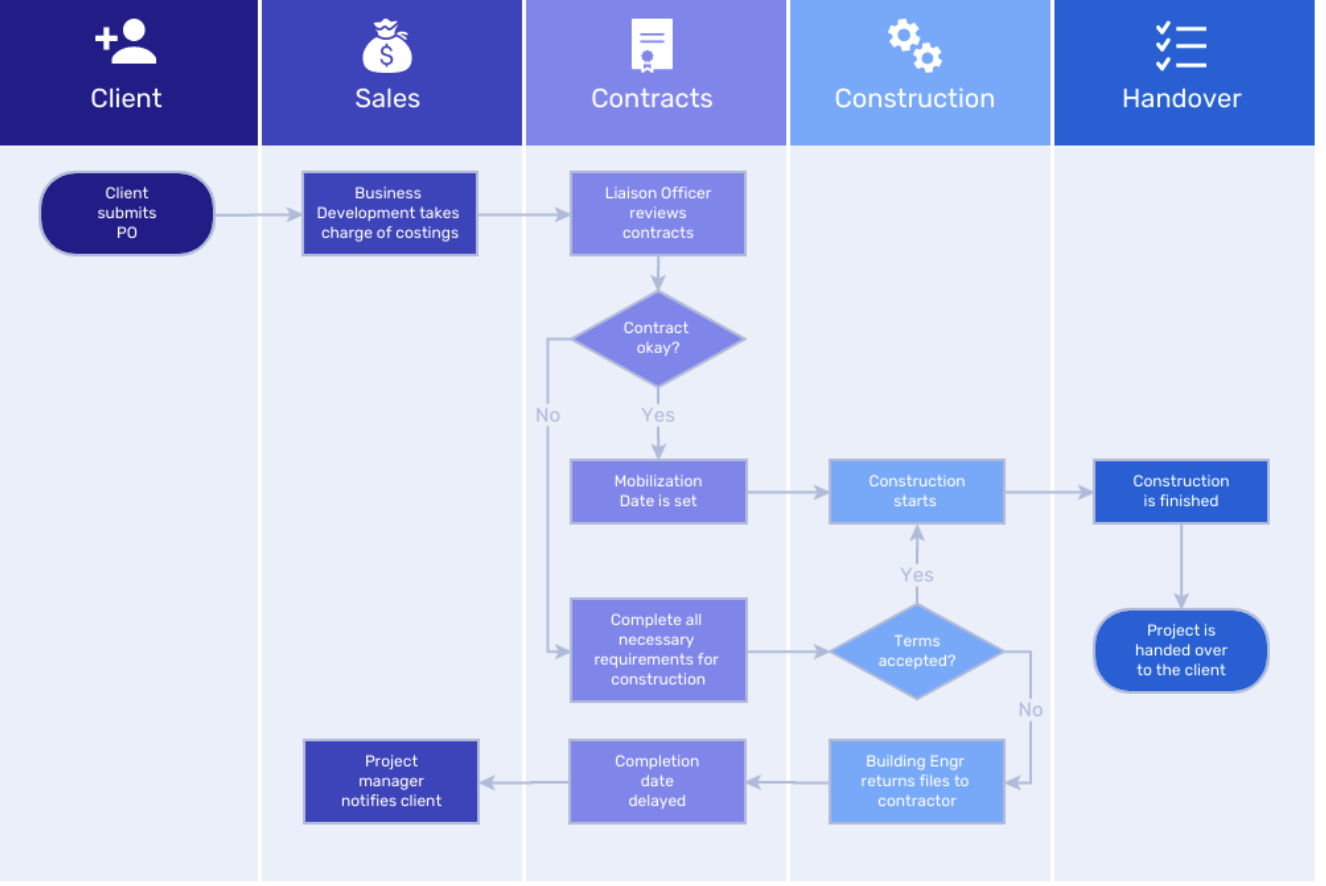 Client
Sales
Contracts
Construction
Handover
$
Client
submits
PO
Business
Development takes
charge of costings
Liaison Officer
reviews
contracts
Contract
okay?
No
Yes
Mobilization
Date is set
Construction
starts
Construction
is finished
Yes
Complete all
necessary
requirements for
construction
Terms
accepted?
Project is
handed over
to the client
No
Project
manager
notifies client
Completion
date
delayed
Building Engr
returns files to
contractor